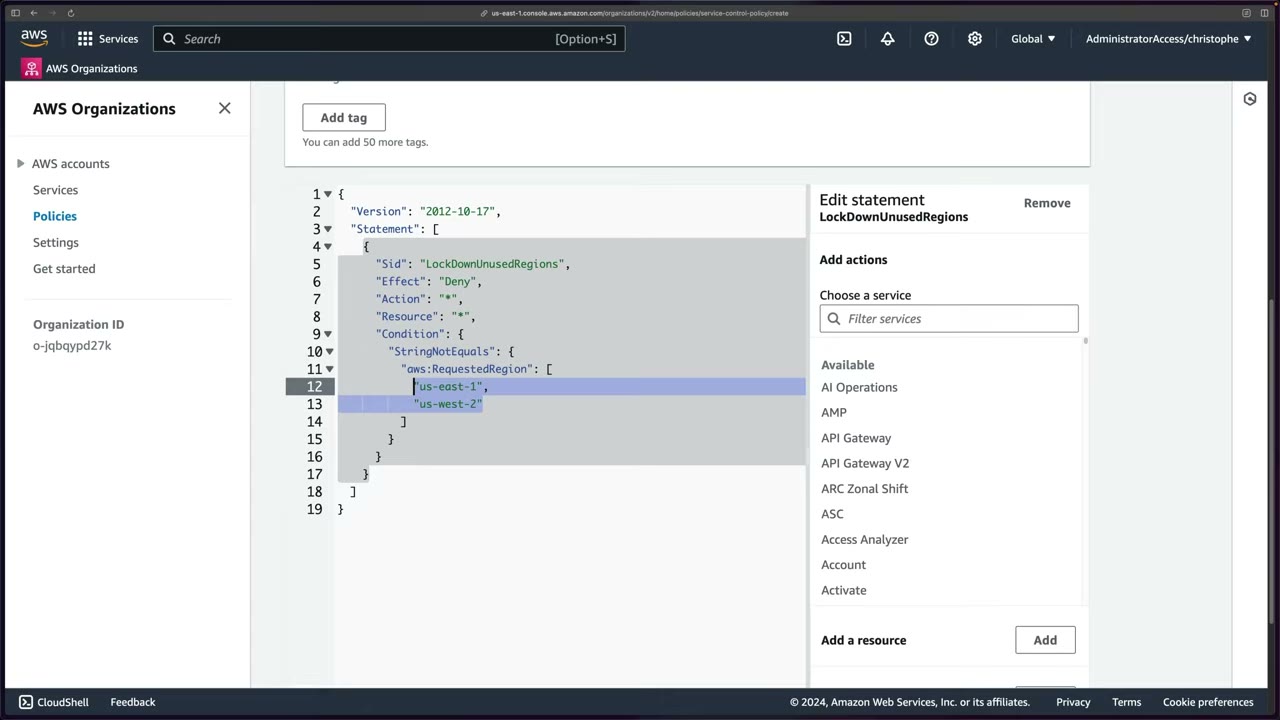 us-east-1.console.aws.amazon.com/organizations/v2/home/policies/service-control-policy/create
aws
Services
Search
[Option+S]
Global
AdministratorAccess/christophe
AWS Organizations
AWS Organizations
AWS accounts
Services
Policies
Settings
Get started
Organization ID
o-jqbqypd27k
Add tag
You can add 50 more tags.
1 {
2 "Version": "2012-10-17",
3 "Statement": [
4 {
5 "Sid": "LockDownUnusedRegions",
6 "Effect": "Deny",
7 "Action": "*",
8 "Resource": "*",
9 "Condition": {
10 "StringNotEquals": {
11 "aws:RequestedRegion": [
12 "us-east-1",
13 "us-west-2"
14 ]
15 }
16 }
17 }
18 ]
19 }
Edit statement
Remove
LockDownUnusedRegions
Add actions
Choose a service
Filter services
Available
AI Operations
AMP
API Gateway
API Gateway V2
ARC Zonal Shift
ASC
Access Analyzer
Account
Activate
Add a resource
Add
CloudShell
Feedback
© 2024, Amazon Web Services, Inc. or its affiliates.
Privacy
Terms
Cookie preferences